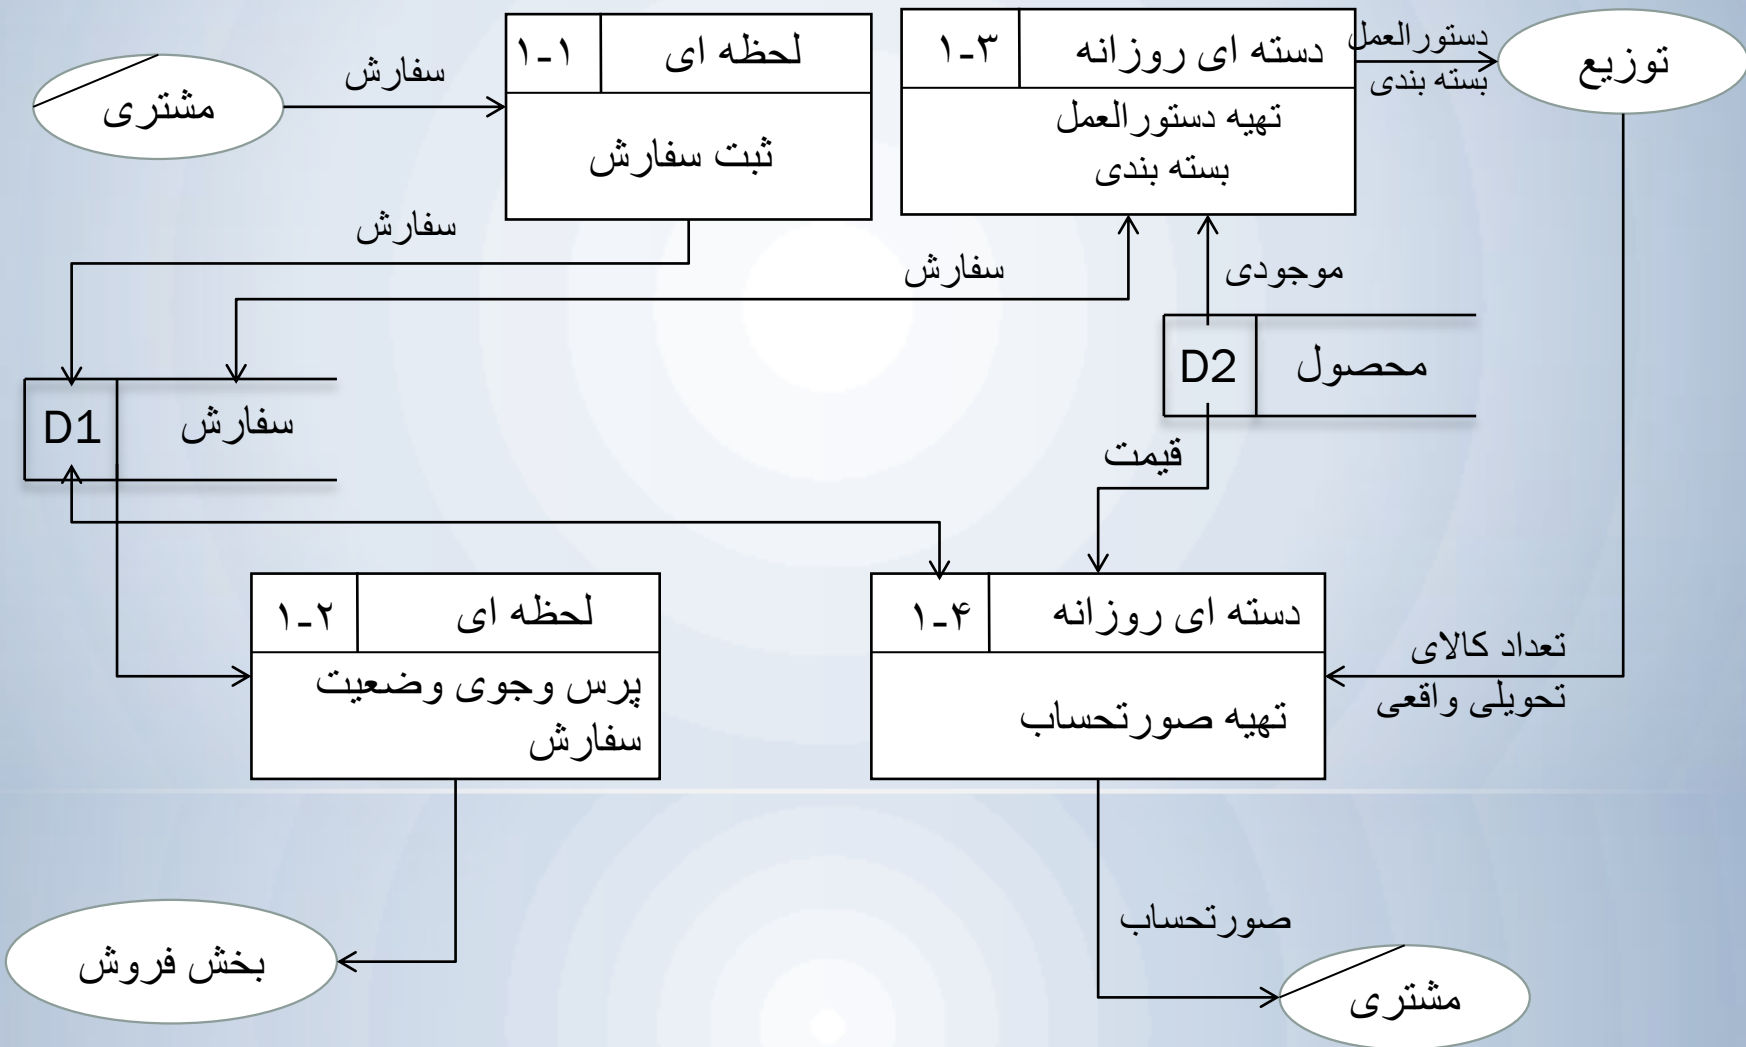 مشتری
سفارش
۱-۱
لحظه ای
ثبت سفارش
۱-۳
دسته ای روزانه
تهیه دستورالعمل
بسته بندی
دستورالعمل
بسته بندی
توزیع
سفارش
سفارش
موجودی
D1
سفارش
D2
محصول
قیمت
۱-۲
لحظه ای
پرس وجوی وضعیت
سفارش
۱-۴
دسته ای روزانه
تهیه صورتحساب
تعداد کالای
تحویلی واقعی
بخش فروش
صورتحساب
مشتری